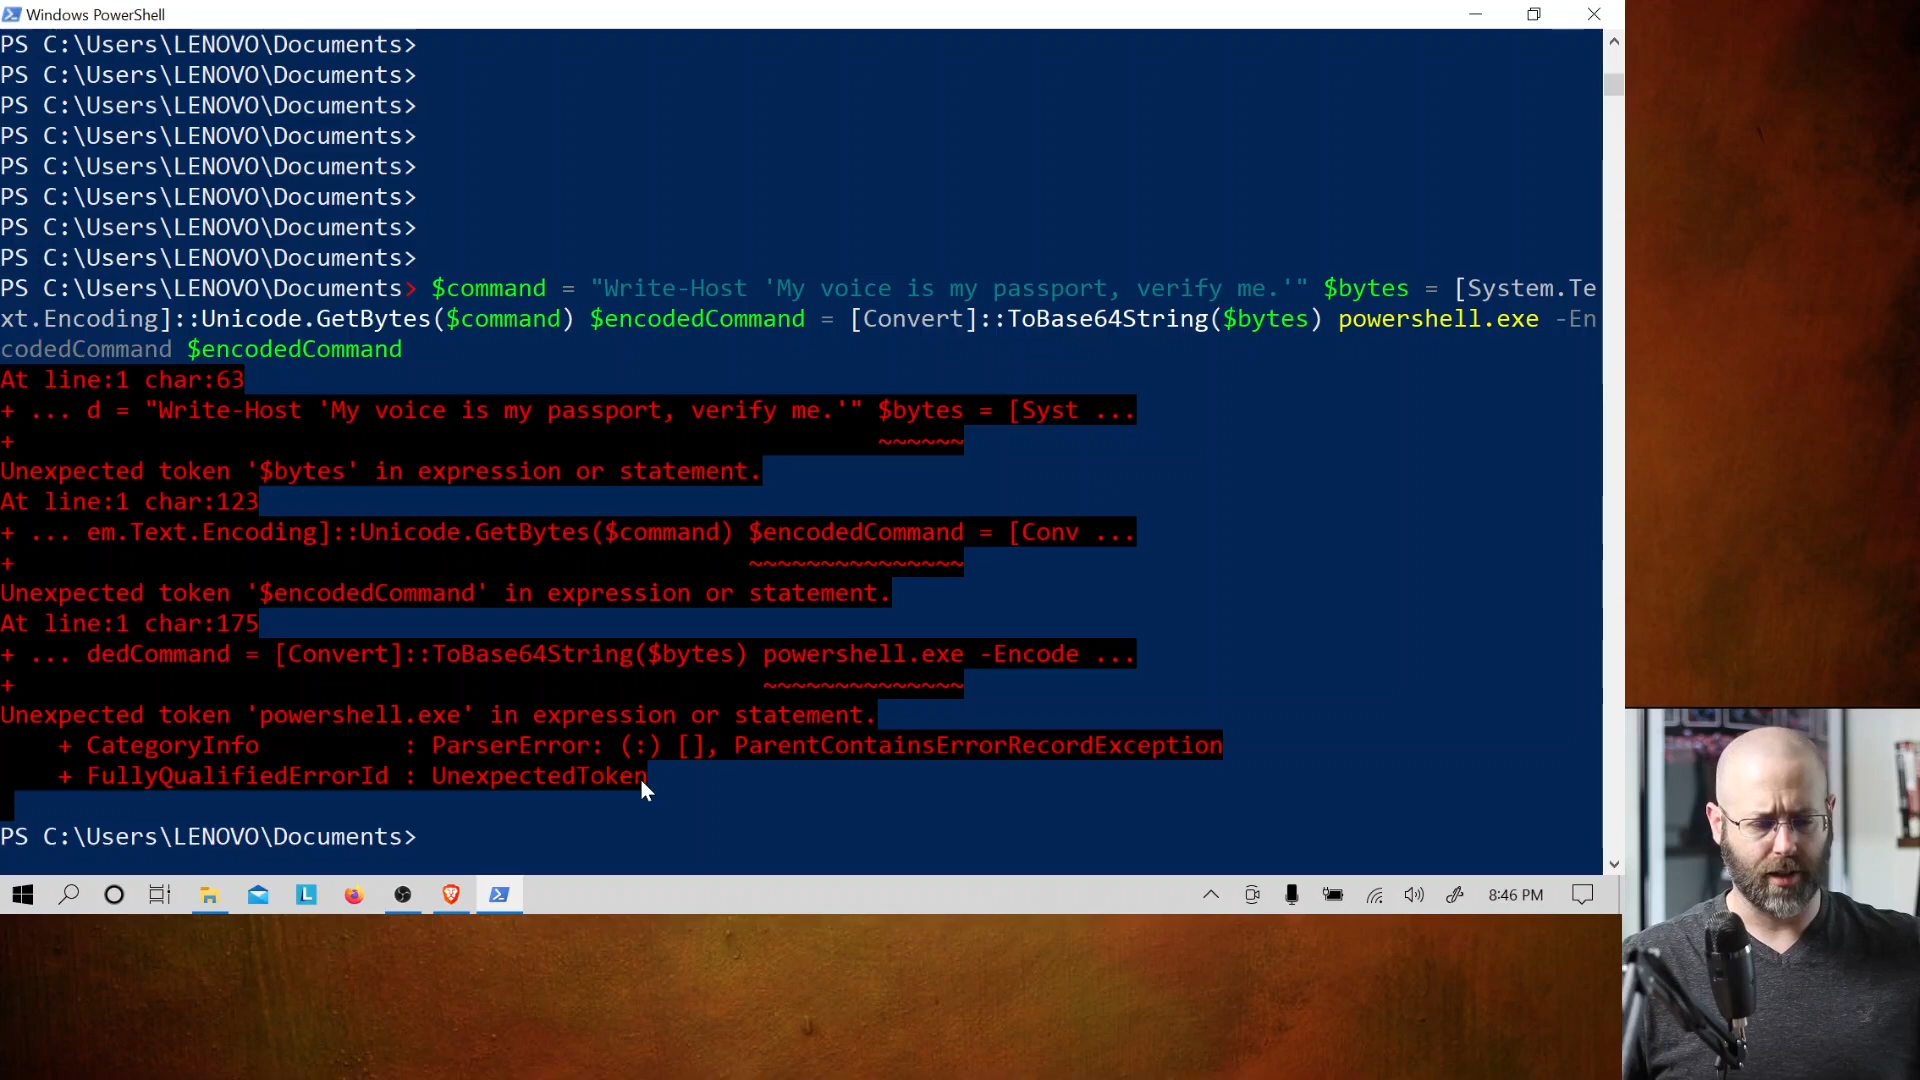 Windows PowerShell
PS C:\Users\LENOVO\Documents>
PS C:\Users\LENOVO\Documents>
PS C:\Users\LENOVO\Documents>
PS C:\Users\LENOVO\Documents>
PS C:\Users\LENOVO\Documents>
PS C:\Users\LENOVO\Documents>
PS C:\Users\LENOVO\Documents>
PS C:\Users\LENOVO\Documents>
PS C:\Users\LENOVO\Documents> $command = "Write-Host 'My voice is my passport, verify me.'" $bytes = [System.Te
xt.Encoding]::Unicode.GetBytes($command) $encodedCommand = [Convert]::ToBase64String($bytes) powershell.exe -En
codedCommand $encodedCommand
At line:1 char:63
+ ... d = "Write-Host 'My voice is my passport, verify me.'" $bytes = [Syst ...
+                                                             ~~~~~~
Unexpected token '$bytes' in expression or statement.
At line:1 char:123
+ ... em.Text.Encoding]::Unicode.GetBytes($command) $encodedCommand = [Conv ...
+                                                    ~~~~~~~~~~~~~~~
Unexpected token '$encodedCommand' in expression or statement.
At line:1 char:175
+ ... dedCommand = [Convert]::ToBase64String($bytes) powershell.exe -Encode ...
+                                                     ~~~~~~~~~~~~~~
Unexpected token 'powershell.exe' in expression or statement.
    + CategoryInfo          : ParserError: (:) [], ParentContainsErrorRecordException
    + FullyQualifiedErrorId : UnexpectedToken
PS C:\Users\LENOVO\Documents>
L
8:46 PM